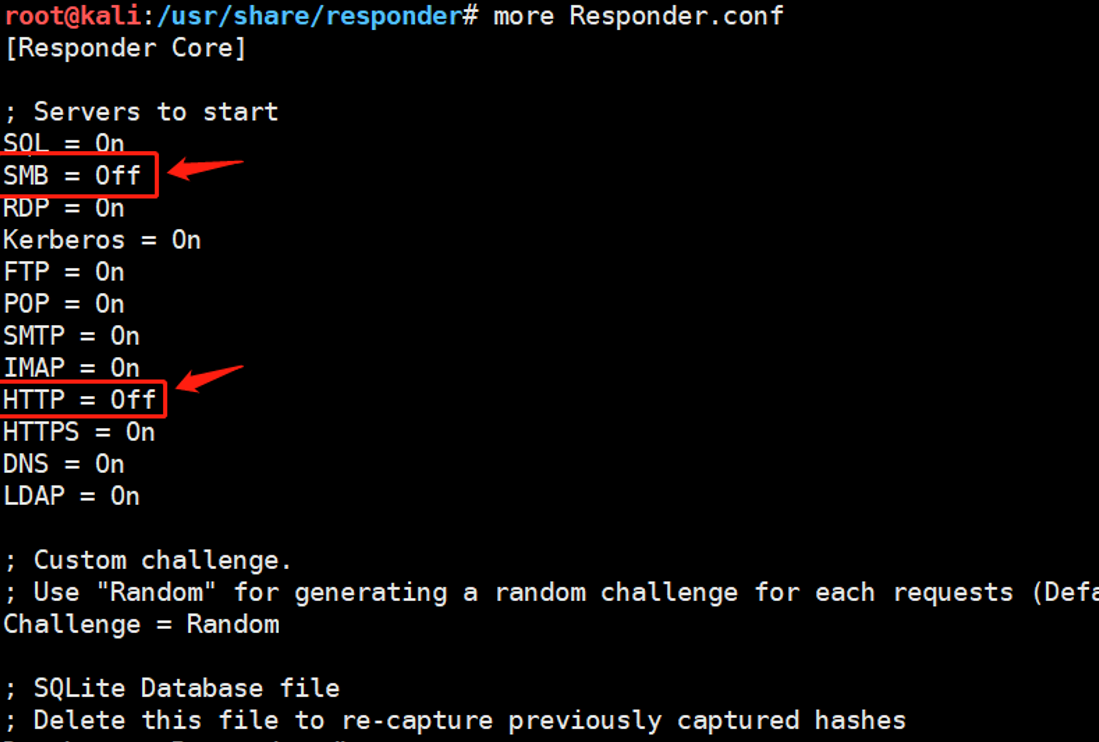 root@kali:/usr/share/responder# more Responder.conf
[Responder Core]
; Servers to start
SQL = On
SMB = Off
RDP = On
Kerberos = On
FTP = On
POP = On
SMTP = On
IMAP = On
HTTP = Off
HTTPS = On
DNS = On
LDAP = On
; Custom challenge.
; Use "Random" for generating a random challenge for each requests (Defa
Challenge = Random
; SQLite Database file
; Delete this file to re-capture previously captured hashes